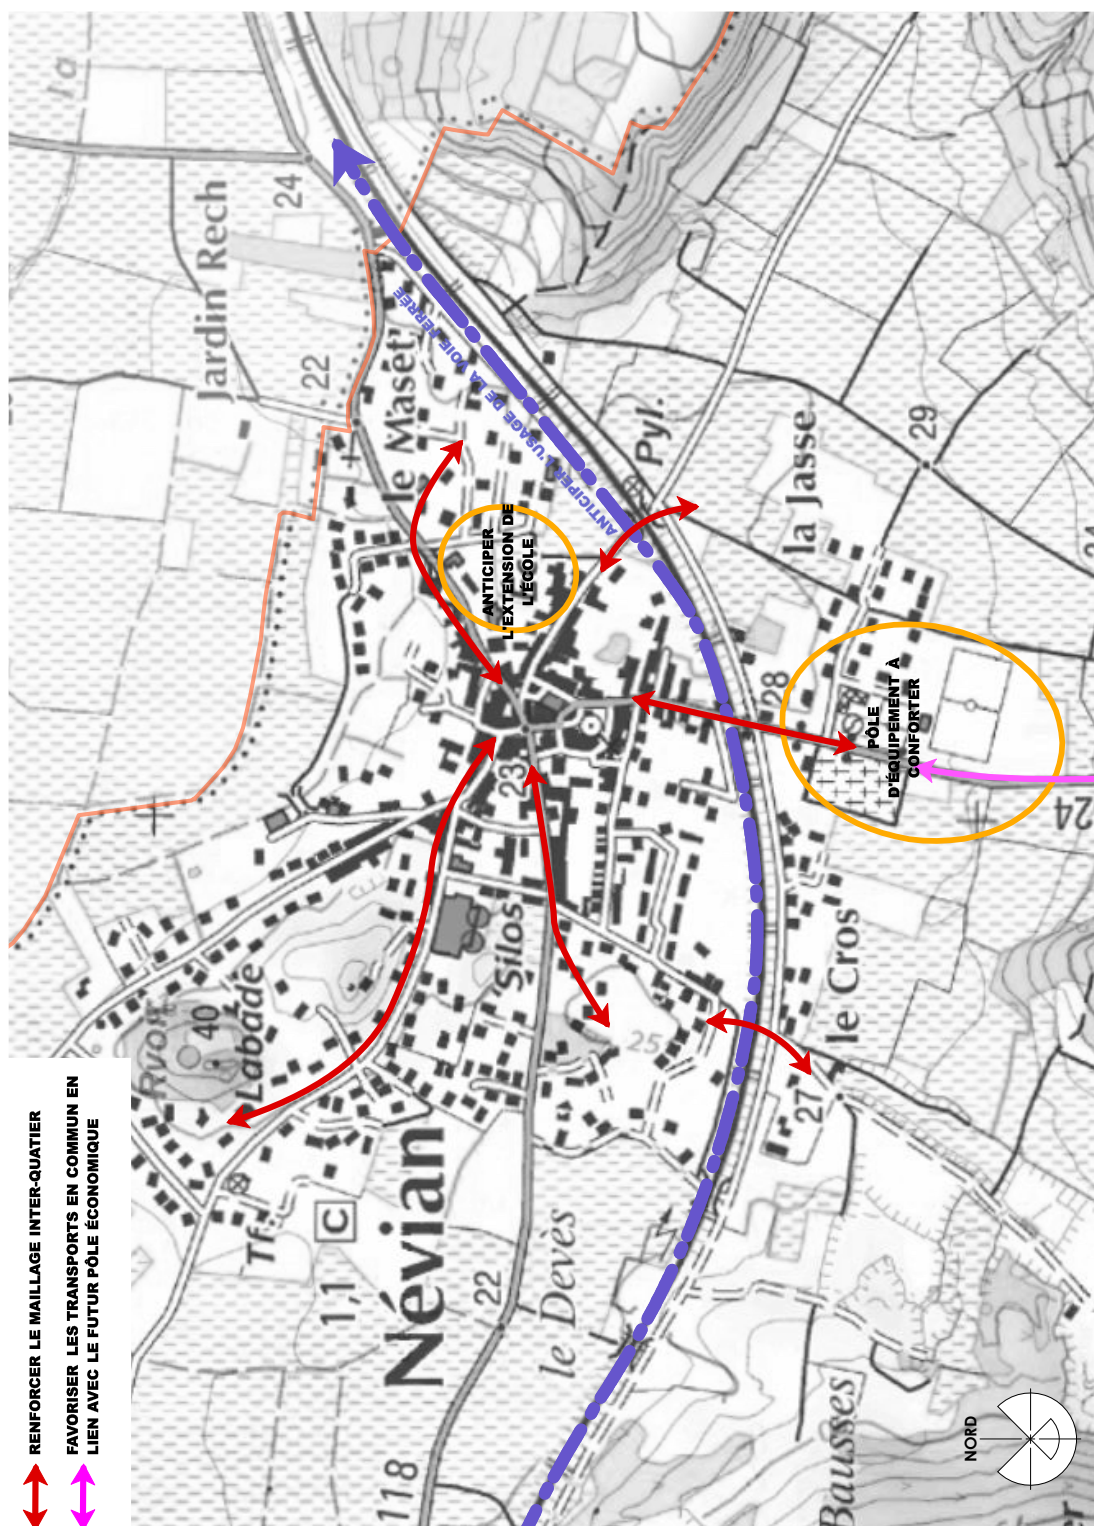 RENFORCER LE MAILLAGE INTER-QUATIER
FAVORISER LES TRANSPORTS EN COMMUN EN
LIEN AVEC LE FUTUR PÔLE ÉCONOMIQUE
Jardin Rech
24
22
le Maset
ANTICIPER L'USAGE DE LA VOIE FERRÉE
ANTICIPER
L'EXTENSION DE
L'ÉCOLE
Pyl.
la Jasse
29
28
PÔLE
D'ÉQUIPEMENT À
CONFORTER
24
23
Silos
le Cros
25
27
40
Labade
Tr.
C
1,1
Névian
22
le Devès
118
Bausses
NORD